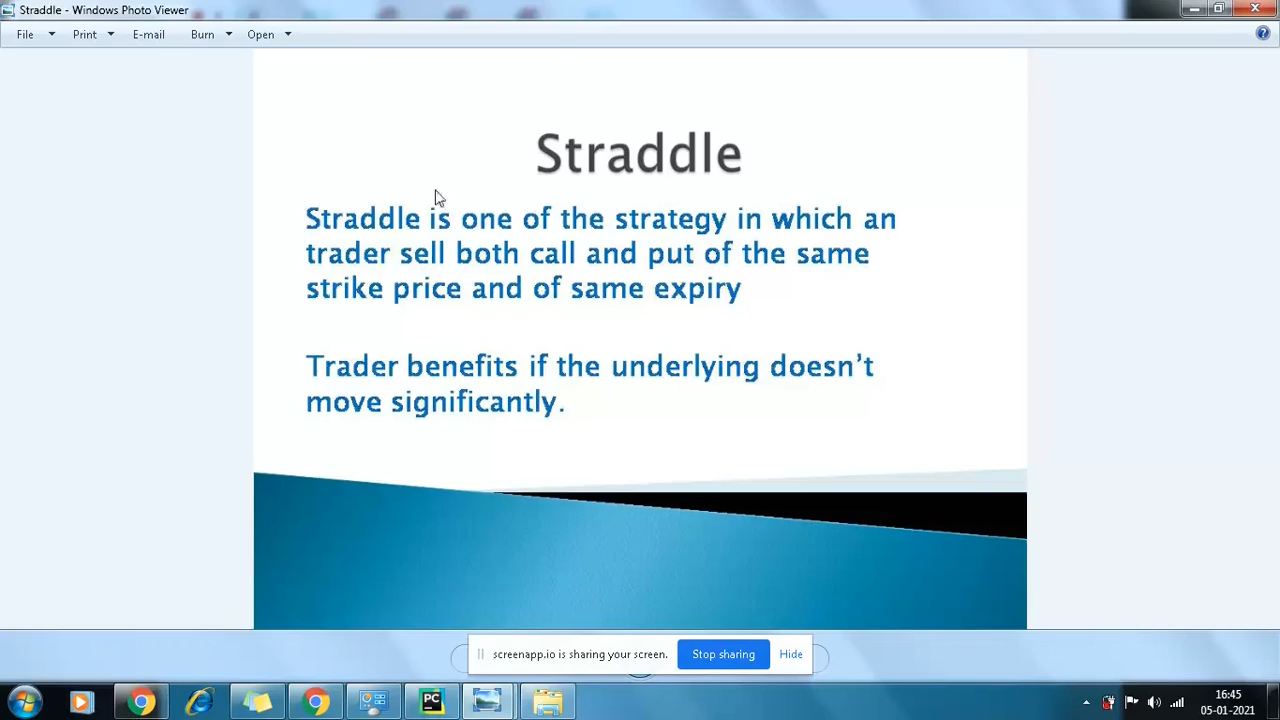 Straddle - Windows Photo Viewer
File Print E-mail Burn Open
Straddle
Straddle is one of the strategy in which an
trader sell both call and put of the same
strike price and of same expiry
Trader benefits if the underlying doesn't
move significantly.
screenapp.io is sharing your screen. Stop sharing Hide
PC
16:45
05-01-2021